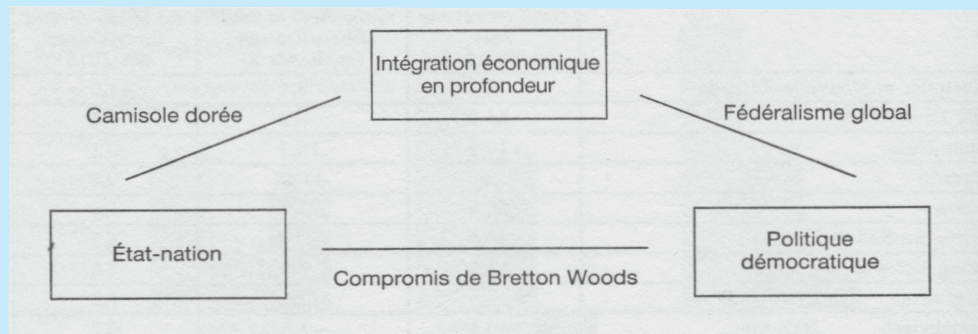 Intégration économique
en profondeur
Camisole dorée
Fédéralisme global
État-nation
Politique
démocratique
Compromis de Bretton Woods